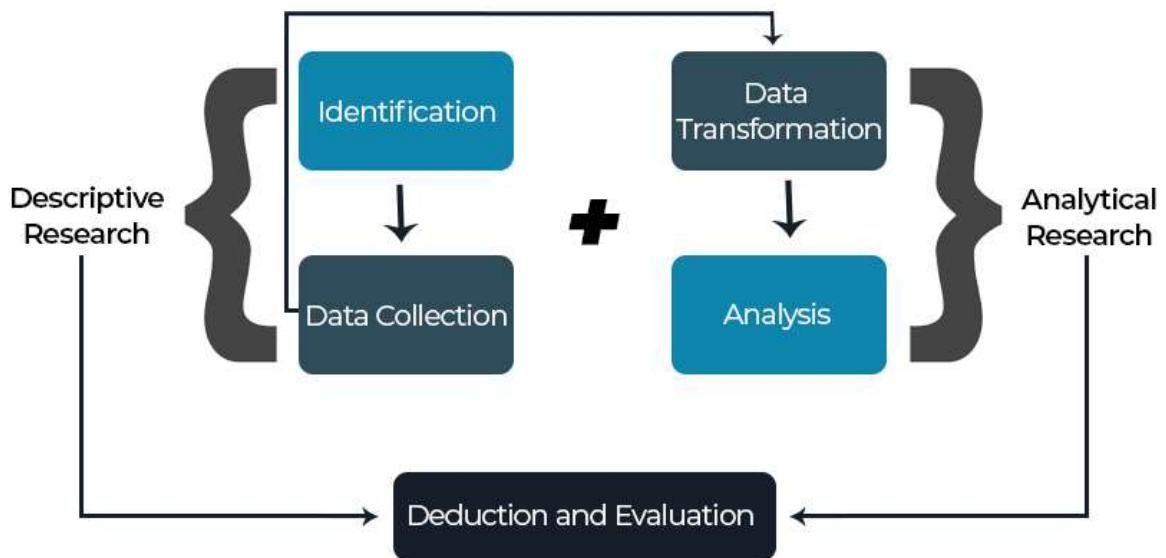 Descriptive
Research
Identification
Data Collection
Data
Transformation
Analysis
Analytical
Research
Deduction and Evaluation